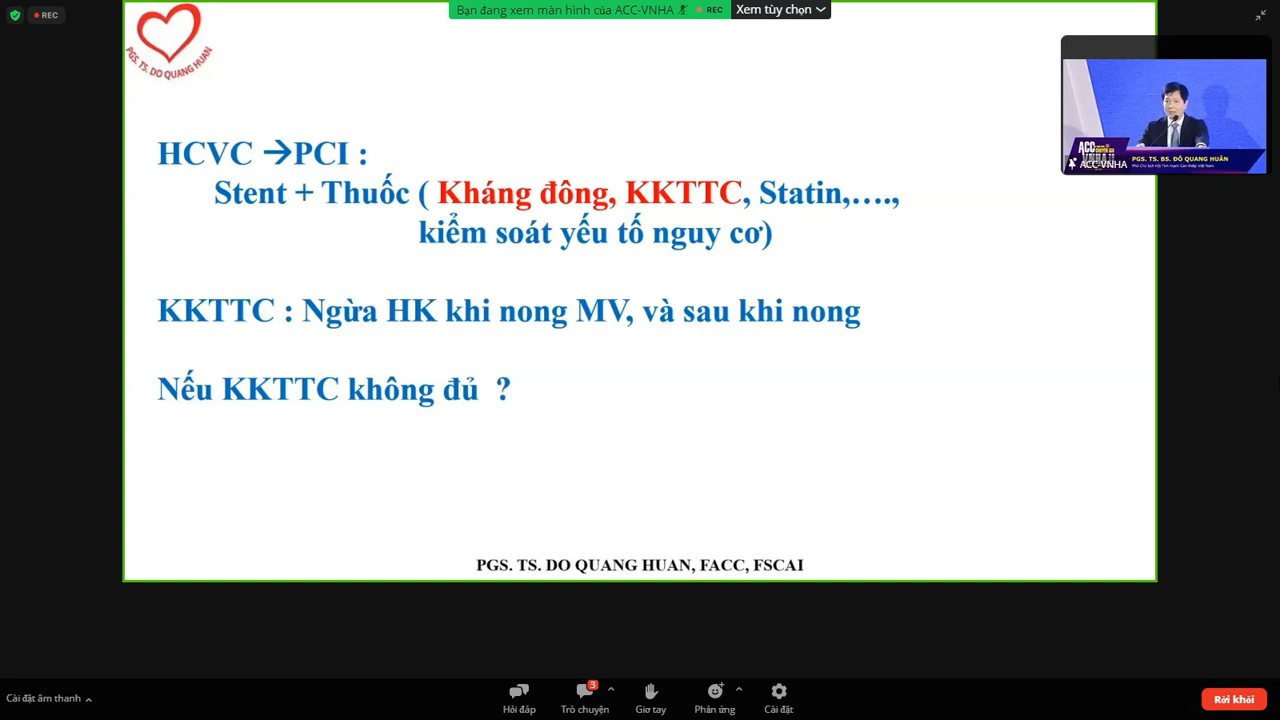 REC
Bạn đang xem màn hình của ACC-VNHA
REC
Xem tùy chọn
PGS. TS. DO QUANG HUAN
HCVC →PCI :
Stent + Thuốc ( Kháng đông, KKTTC, Statin,....,
kiểm soát yếu tố nguy cơ)
KKTTC : Ngừa HK khi nong MV, và sau khi nong
Nếu KKTTC không đủ ?
PGS. TS. DO QUANG HUAN, FACC, FSCAI
PGS. TS. BS. ĐỖ QUANG HUÂN
Phó Chủ tịch Hội Tim mạch Can thiệp Việt Nam
ACC-VNHA
Cài đặt âm thanh
Hỏi đáp
3
Trò chuyện
Giơ tay
Phản ứng
Cài đặt
Rời khỏi